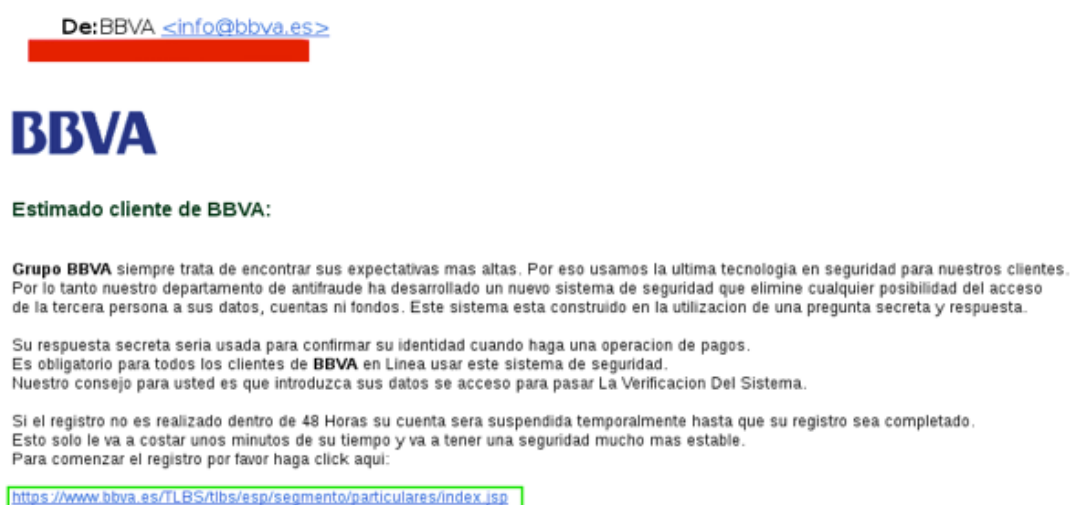 De:BBVA <info@bbva.es>
BBVA
Estimado cliente de BBVA:
Grupo BBVA siempre trata de encontrar sus expectativas mas altas. Por eso usamos la ultima tecnologia en seguridad para nuestros clientes.
Por lo tanto nuestro departamento de antifraude ha desarrollado un nuevo sistema de seguridad que elimine cualquier posibilidad del acceso
de la tercera persona a sus datos, cuentas ni fondos. Este sistema esta construido en la utilizacion de una pregunta secreta y respuesta.
Su respuesta secreta seria usada para confirmar su identidad cuando haga una operacion de pagos.
Es obligatorio para todos los clientes de BBVA en Linea usar este sistema de seguridad.
Nuestro consejo para usted es que introduzca sus datos se acceso para pasar La Verificacion Del Sistema.
Si el registro no es realizado dentro de 48 Horas su cuenta sera suspendida temporalmente hasta que su registro sea completado.
Esto solo le va a costar unos minutos de su tiempo y va a tener una seguridad mucho mas estable.
Para comenzar el registro por favor haga click aqui:
https://www.bbva.es/TLBS/tlbs/esp/segmento/particulares/index.jsp